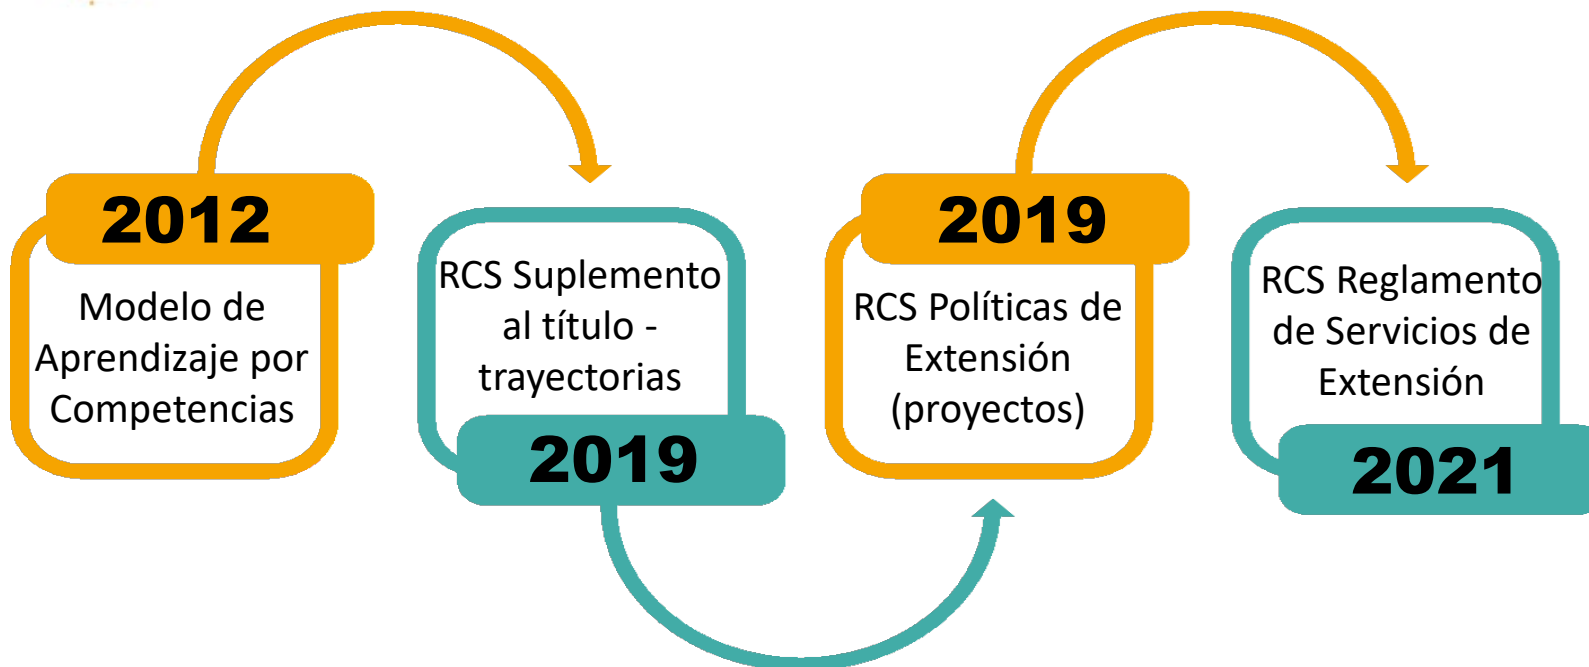 2012
Modelo de
Aprendizaje por
Competencias
RCS Suplemento
al título -
trayectorias
2019
2019
RCS Políticas de
Extensión
(proyectos)
RCS Reglamento
de Servicios de
Extensión
2021